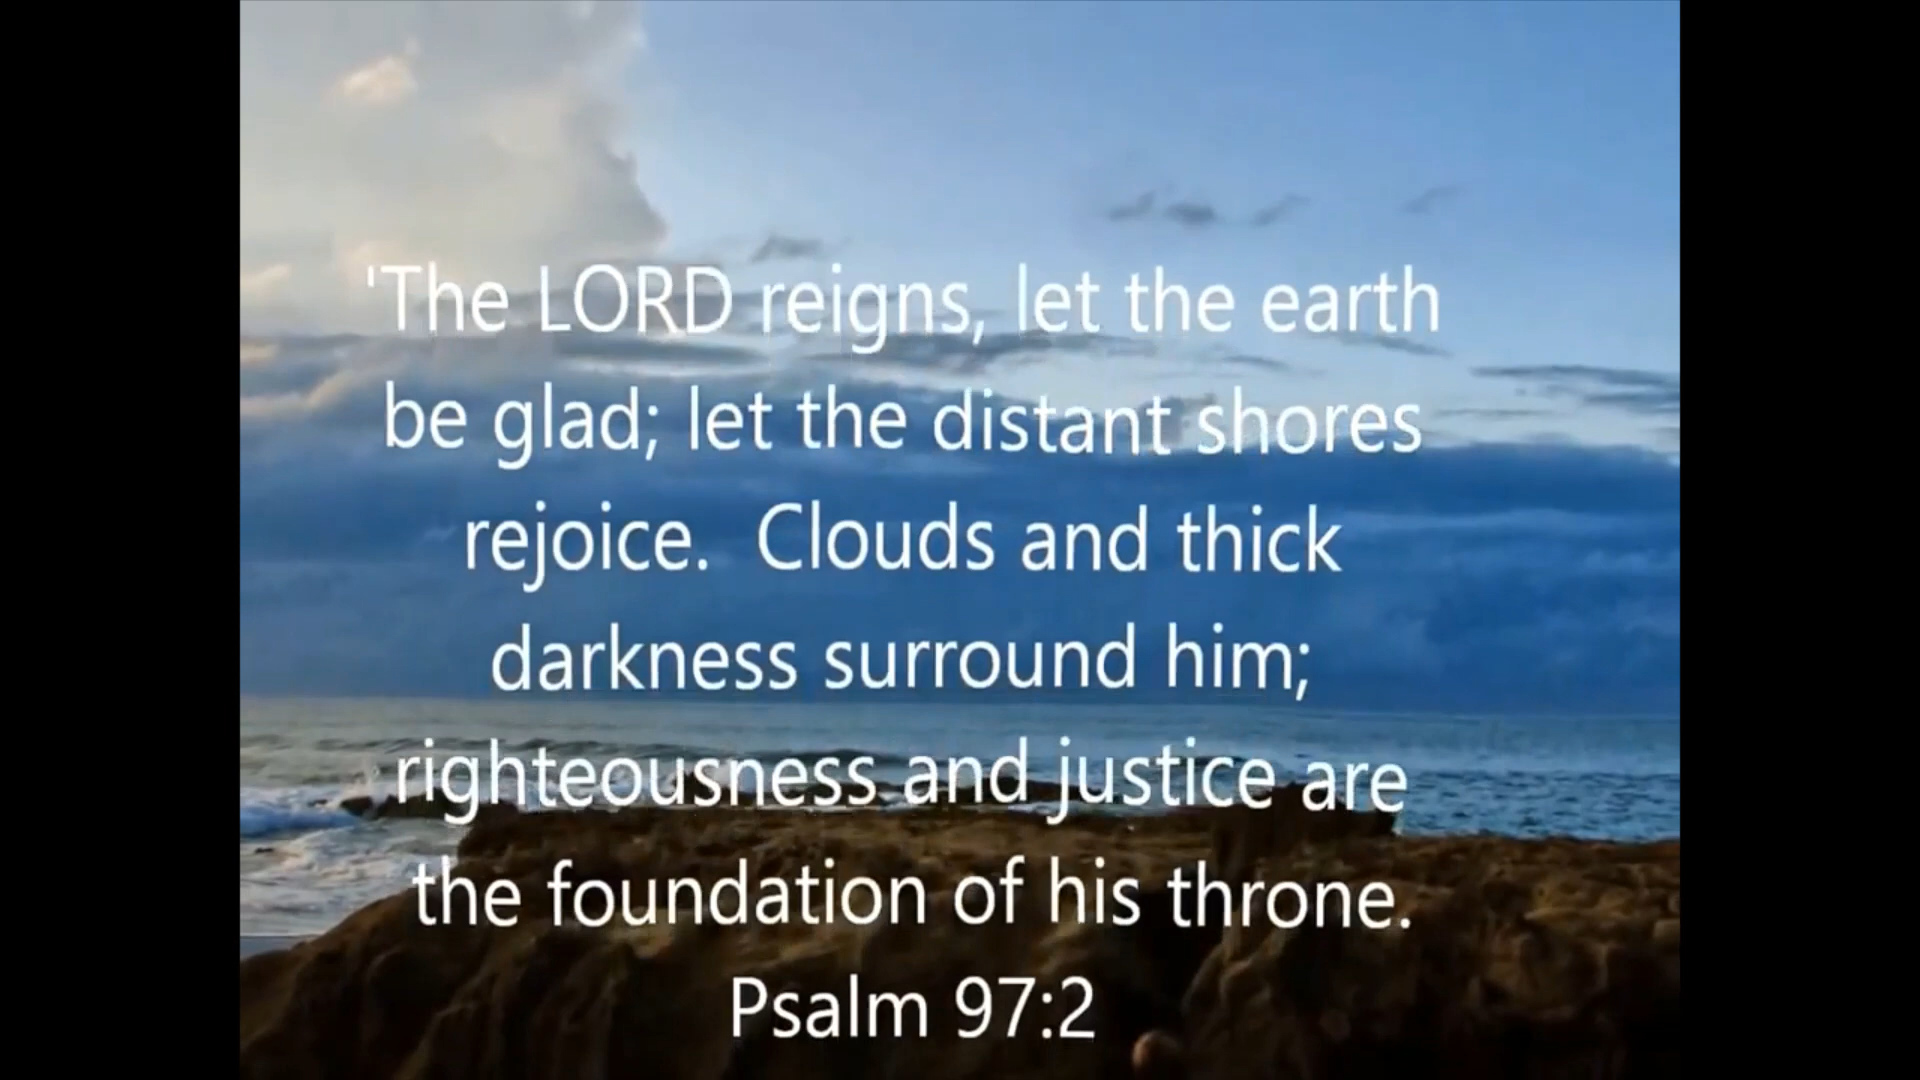 'The LORD reigns, let the earth
be glad; let the distant shores
rejoice.  Clouds and thick
darkness surround him;
righteousness and justice are
the foundation of his throne.
Psalm 97:2